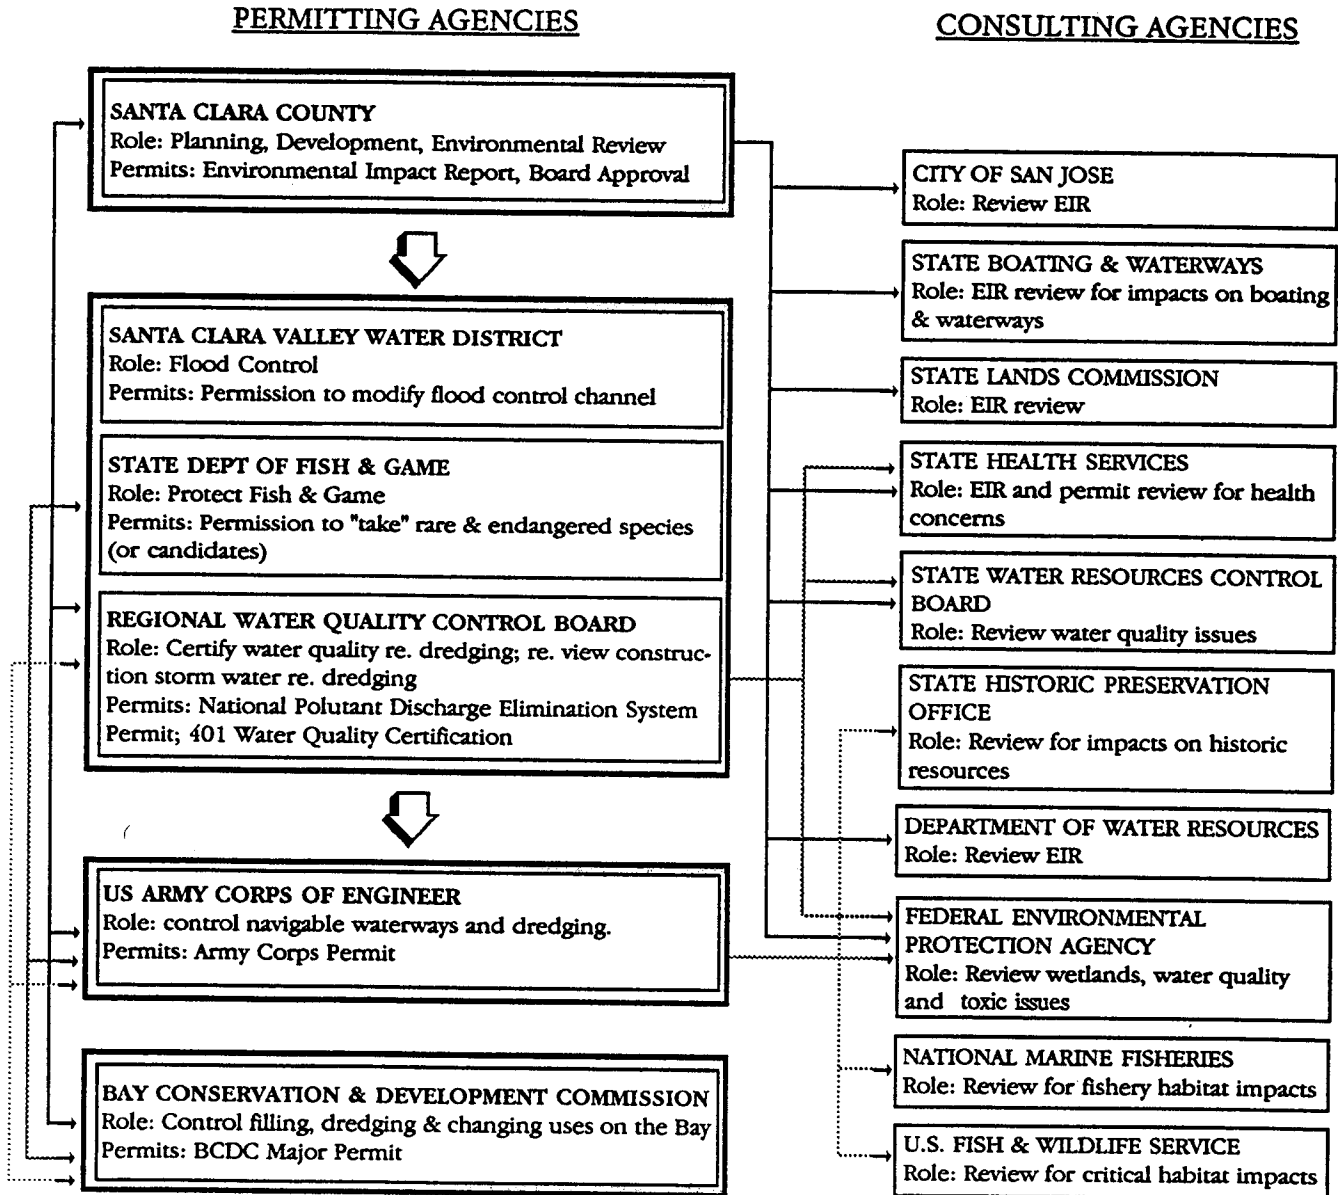 PERMITTING AGENCIES
SANTA CLARA COUNTY
Role: Planning, Development, Environmental Review
Permits: Environmental Impact Report, Board Approval
SANTA CLARA VALLEY WATER DISTRICT
Role: Flood Control
Permits: Permission to modify flood control channel
STATE DEPT OF FISH & GAME
Role: Protect Fish & Game
Permits: Permission to "take" rare & endangered species
(or candidates)
REGIONAL WATER QUALITY CONTROL BOARD
Role: Certify water quality re. dredging; re. view construc-
tion storm water re. dredging
Permits: National Polutant Discharge Elimination System
Permit; 401 Water Quality Certification
US ARMY CORPS OF ENGINEER
Role: control navigable waterways and dredging.
Permits: Army Corps Permit
BAY CONSERVATION & DEVELOPMENT COMMISSION
Role: Control filling, dredging & changing uses on the Bay
Permits: BCDC Major Permit
CONSULTING AGENCIES
CITY OF SAN JOSE
Role: Review EIR
STATE BOATING & WATERWAYS
Role: EIR review for impacts on boating
& waterways
STATE LANDS COMMISSION
Role: EIR review
STATE HEALTH SERVICES
Role: EIR and permit review for health
concerns
STATE WATER RESOURCES CONTROL
BOARD
Role: Review water quality issues
STATE HISTORIC PRESERVATION
OFFICE
Role: Review for impacts on historic
resources
DEPARTMENT OF WATER RESOURCES
Role: Review EIR
FEDERAL ENVIRONMENTAL
PROTECTION AGENCY
Role: Review wetlands, water quality
and toxic issues
NATIONAL MARINE FISHERIES
Role: Review for fishery habitat impacts
U.S. FISH & WILDLIFE SERVICE
Role: Review for critical habitat impacts